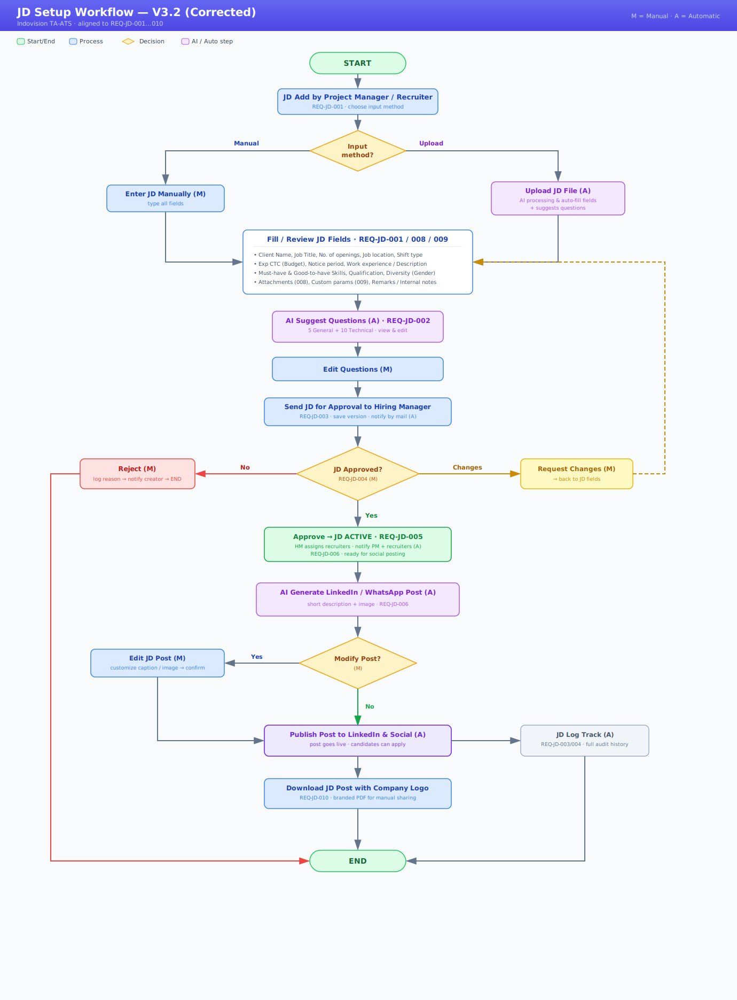 JD Setup Workflow — V3.2 (Corrected)
Indovision TA-ATS · aligned to REQ-JD-001…010
M = Manual · A = Automatic
Start/End
Process
Decision
AI / Auto step
START
JD Add by Project Manager / Recruiter
REQ-JD-001 · choose input method
Input
method?
Manual
Upload
Enter JD Manually (M)
type all fields
Upload JD File (A)
AI processing & auto-fill fields
+ suggests questions
Fill / Review JD Fields · REQ-JD-001 / 008 / 009
• Client Name, Job Title, No. of openings, Job location, Shift type
• Exp CTC (Budget), Notice period, Work experience / Description
• Must-have & Good-to-have Skills, Qualification, Diversity (Gender)
• Attachments (008), Custom params (009), Remarks / Internal notes
AI Suggest Questions (A) · REQ-JD-002
5 General + 10 Technical · view & edit
Edit Questions (M)
Send JD for Approval to Hiring Manager
REQ-JD-003 · save version · notify by mail (A)
JD Approved?
REQ-JD-004 (M)
No
Changes
Reject (M)
log reason → notify creator → END
Request Changes (M)
→ back to JD fields
Yes
Approve → JD ACTIVE · REQ-JD-005
HM assigns recruiters · notify PM + recruiters (A)
REQ-JD-006 · ready for social posting
AI Generate LinkedIn / WhatsApp Post (A)
short description + image · REQ-JD-006
Modify Post?
(M)
Yes
Edit JD Post (M)
customize caption / image → confirm
No
Publish Post to LinkedIn & Social (A)
post goes live · candidates can apply
JD Log Track (A)
REQ-JD-003/004 · full audit history
Download JD Post with Company Logo
REQ-JD-010 · branded PDF for manual sharing
END